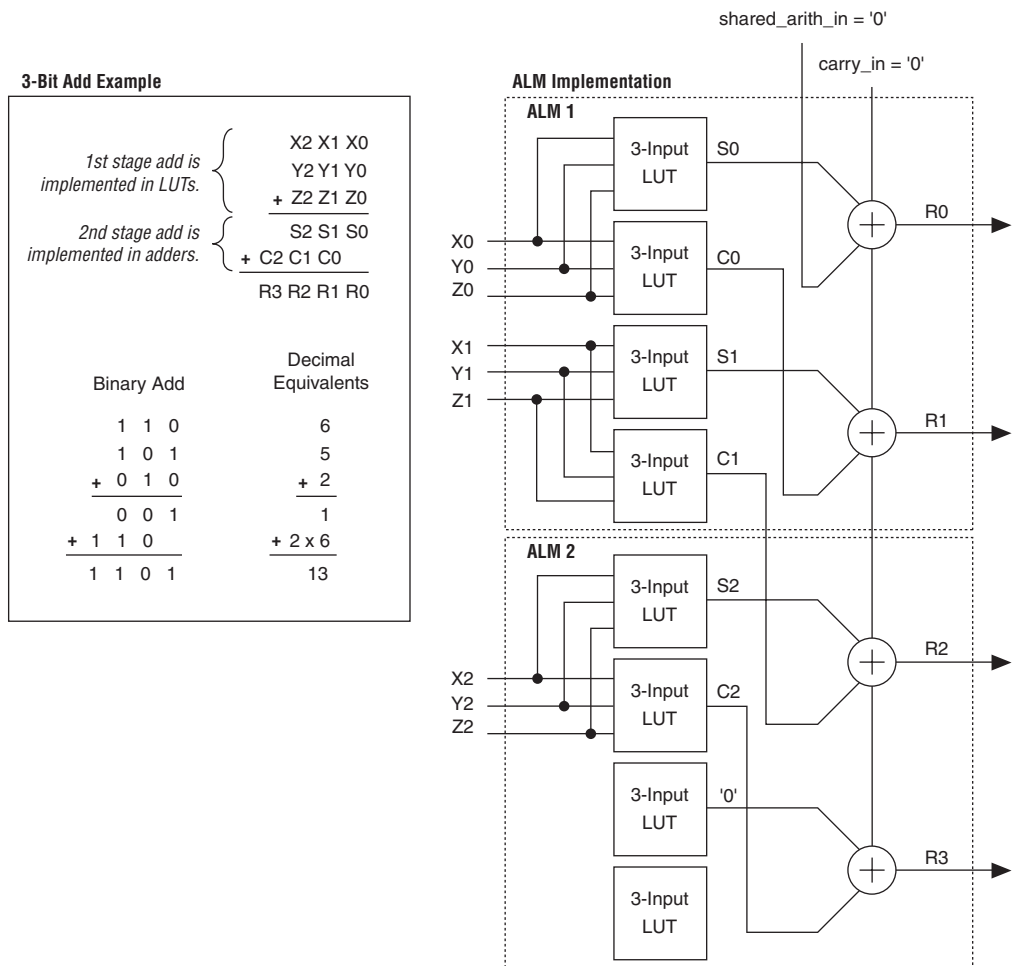 shared_arith_in = '0'
carry_in = '0'
3-Bit Add Example
1st stage add is
implemented in LUTs.
X2 X1 X0
Y2 Y1 Y0
+ Z2 Z1 Z0
2nd stage add is
implemented in adders.
S2 S1 S0
+ C2 C1 C0
R3 R2 R1 R0
Binary Add
Decimal
Equivalents
1 1 0
6
1 0 1
5
+ 0 1 0
+ 2
0 0 1
1
+ 1 1 0
+ 2 x 6
1 1 0 1
13
ALM Implementation
ALM 1
3-Input
LUT
S0
R0
X0
Y0
Z0
3-Input
LUT
C0
X1
Y1
Z1
3-Input
LUT
S1
R1
3-Input
LUT
C1
ALM 2
3-Input
LUT
S2
R2
X2
Y2
Z2
3-Input
LUT
C2
3-Input
LUT
'0'
R3
3-Input
LUT